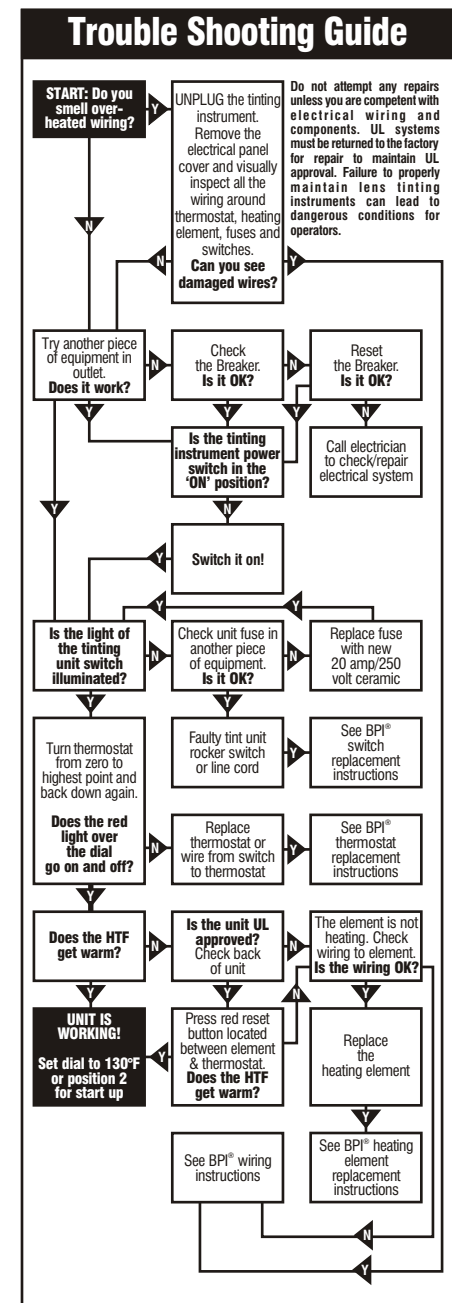 Trouble Shooting Guide
START: Do you
smell over-
heated wiring?
Y
UNPLUG the tinting
instrument.
Remove the
electrical panel
cover and visually
inspect all the
wiring around
thermostat, heating
element, fuses and
switches.
Can you see
damaged wires?
Do not attempt any repairs
unless you are competent with
electrical wiring and
components. UL systems
must be returned to the factory
for repair to maintain UL
approval. Failure to properly
maintain lens tinting
instruments can lead to
dangerous conditions for
operators.
N
N
Y
Try another piece
of equipment in
outlet.
Does it work?
N
Check
the Breaker.
Is it OK?
N
Reset
the Breaker.
Is it OK?
Y
Y
Y
N
Is the tinting
instrument power
switch in the
‘ON’ position?
Call electrician
to check/repair
electrical system
Y
N
Switch it on!
Y
Y
Y
Is the light of
the tinting
unit switch
illuminated?
N
Check unit fuse in
another piece
of equipment.
Is it OK?
N
Replace fuse
with new
20 amp/250
volt ceramic
Y
Y
Turn thermostat
from zero to
highest point and
back down again.
Does the red
light over
the dial
go on and off?
Faulty tint unit
rocker switch
or line cord
Y
See BPI®
switch
replacement
instructions
N
Replace
thermostat or
wire from switch
to thermostat
Y
See BPI®
thermostat
replacement
instructions
Y
Does the HTF
get warm?
N
Is the unit UL
approved?
Check back
of unit
N
The element is not
heating. Check
wiring to element.
Is the wiring OK?
Y
Y
N
Y
UNIT IS
WORKING!
Set dial to 130°F
or position 2
for start up
Y
Press red reset
button located
between element
& thermostat.
Does the HTF
get warm?
Replace
the
heating element
Y
See BPI® wiring
instructions
See BPI® heating
element
replacement
instructions
N
Y